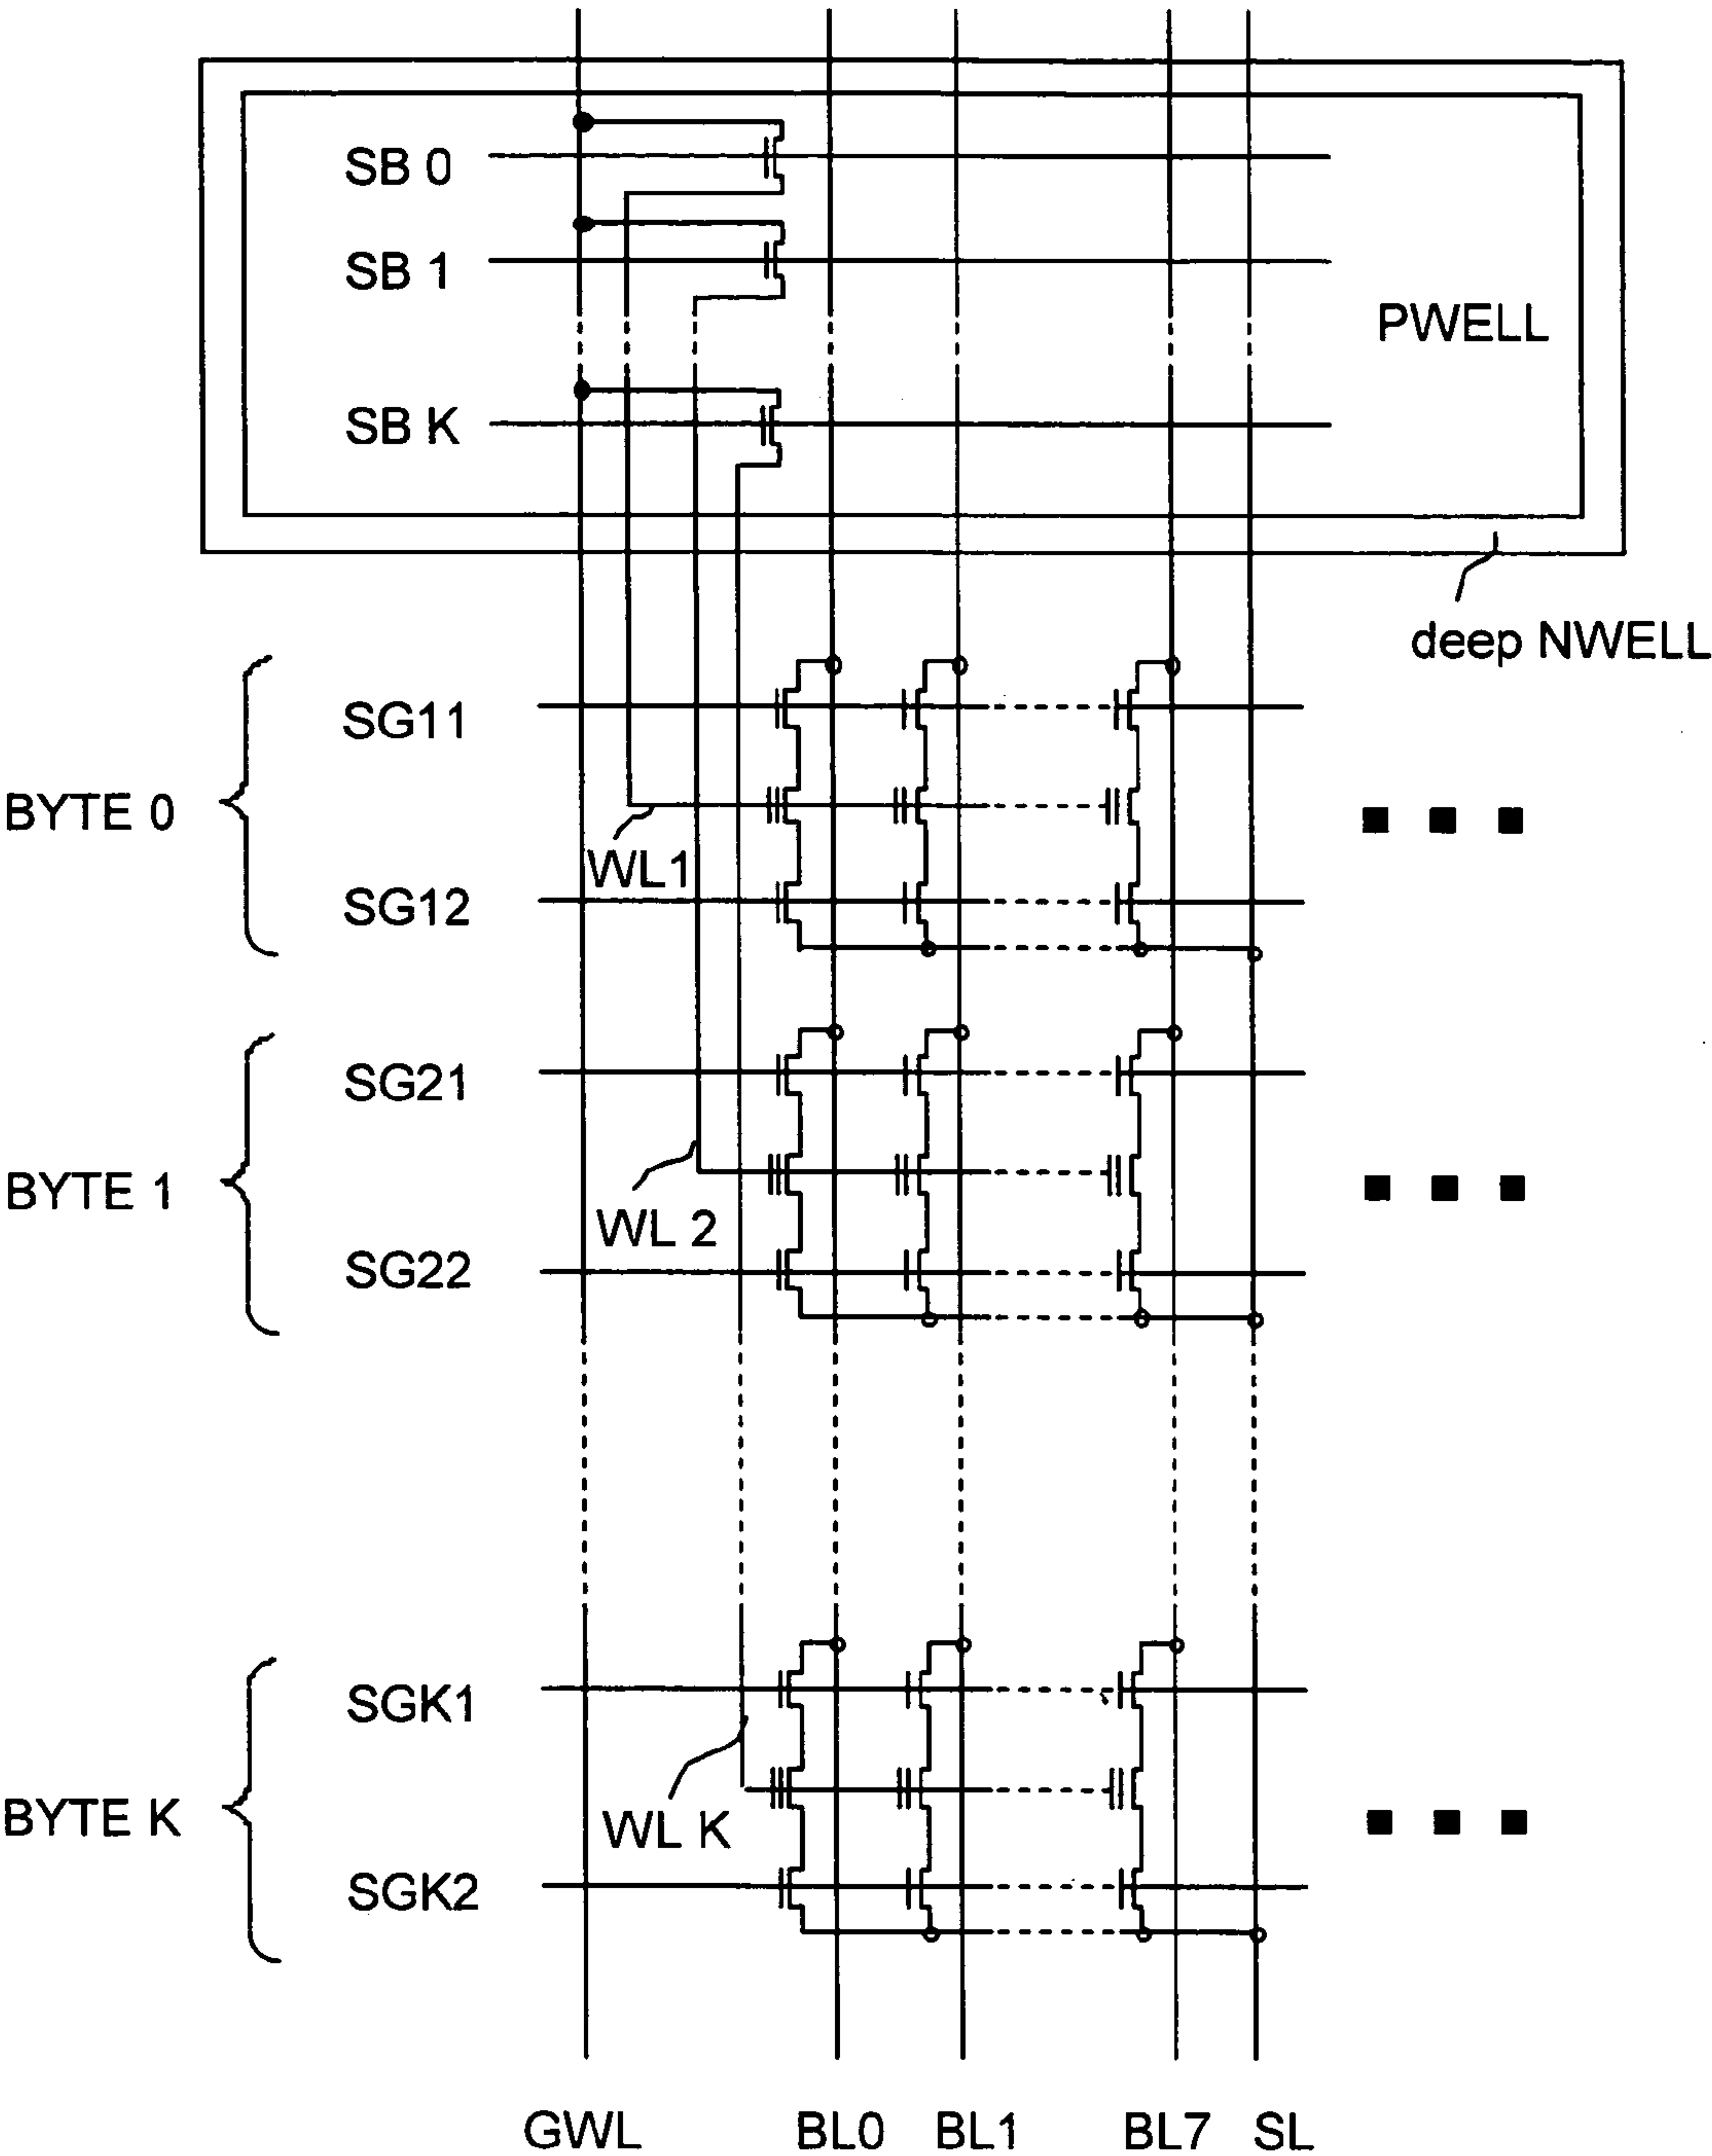 SB 0
SB 1
PWELL
SB K
deep NWELL
SG11
BYTE 0
WL1
SG12
SG21
BYTE 1
WL 2
SG22
SGK1
BYTE K
WL K
SGK2
GWL BL0 BL1 BL7 SL